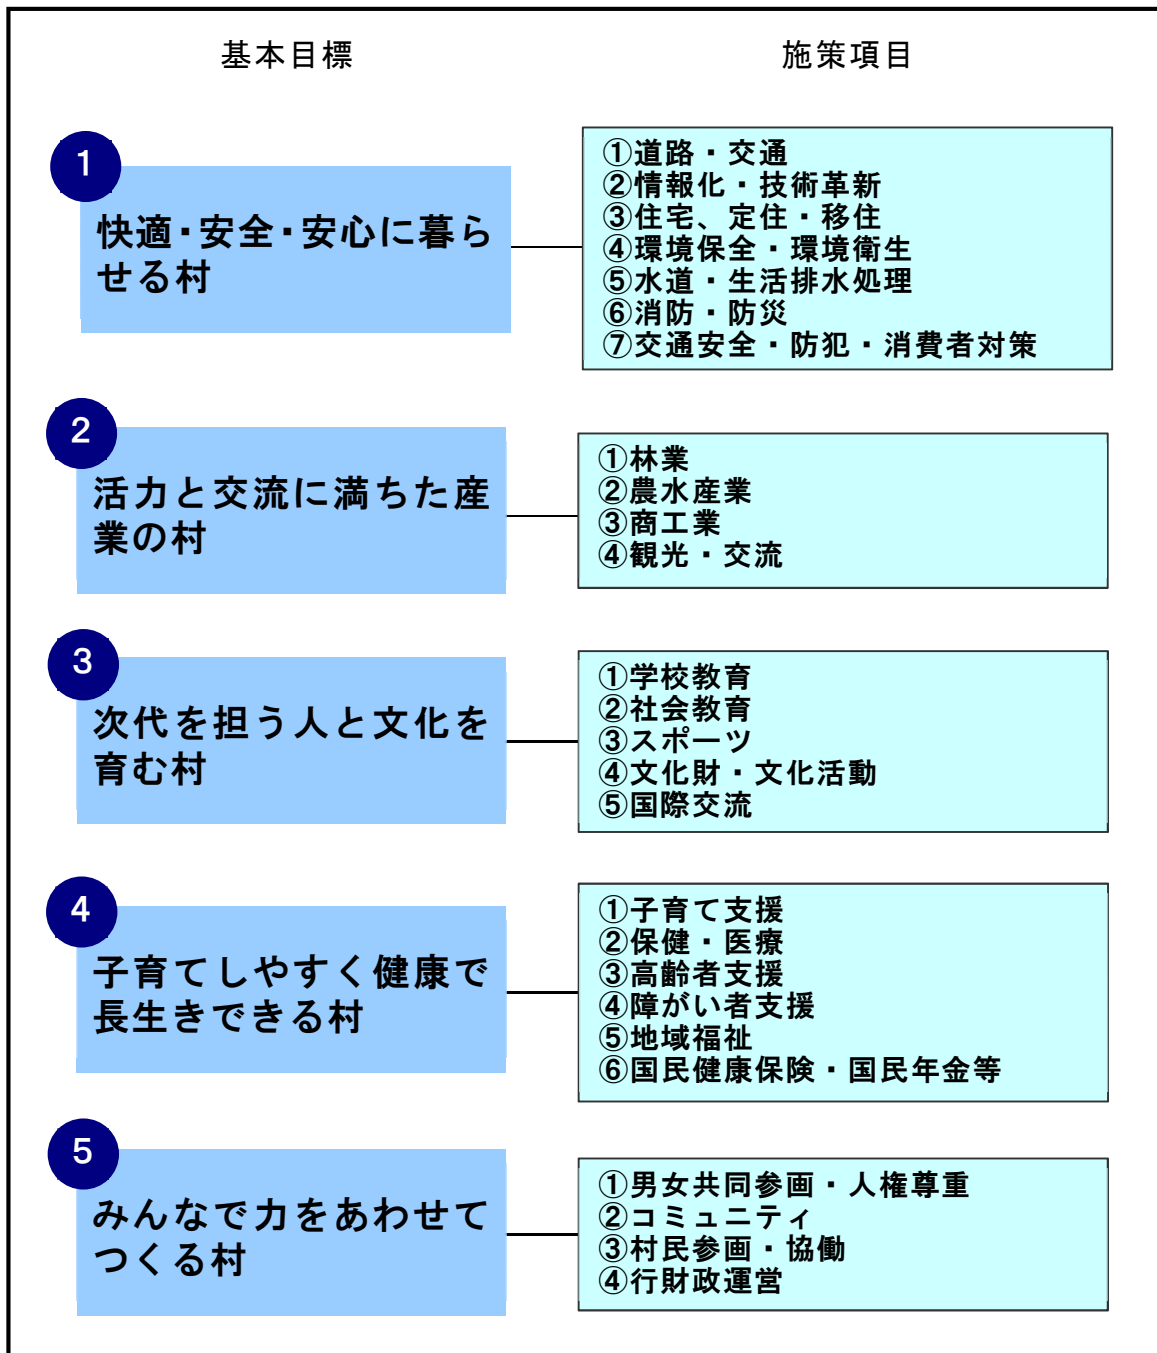 基本目標
施策項目
1
快適・安全・安心に暮ら
せる村
①道路・交通
②情報化・技術革新
③住宅、定住・移住
④環境保全・環境衛生
⑤水道・生活排水処理
⑥消防・防災
⑦交通安全・防犯・消費者対策
2
活力と交流に満ちた産
業の村
①林業
②農水産業
③商工業
④観光・交流
3
次代を担う人と文化を
育む村
①学校教育
②社会教育
③スポーツ
④文化財・文化活動
⑤国際交流
4
子育てしやすく健康で
長生きできる村
①子育て支援
②保健・医療
③高齢者支援
④障がい者支援
⑤地域福祉
⑥国民健康保険・国民年金等
5
みんなで力をあわせて
つくる村
①男女共同参画・人権尊重
②コミュニティ
③村民参画・協働
④行財政運営